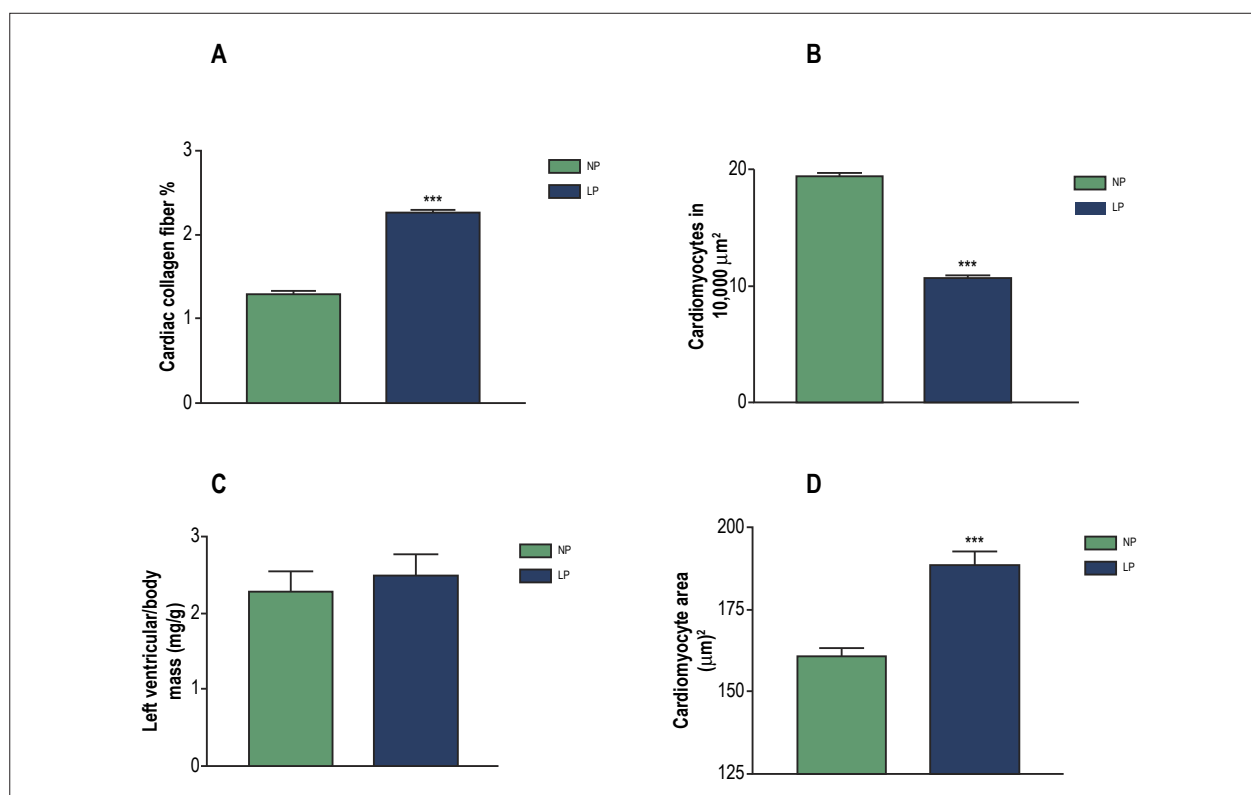 A
Cardiac collagen fiber %
3
2
1
0
***
NP
LP
B
Cardiomyocytes in
10,000 µm²
20
10
0
***
NP
LP
C
Left ventricular/body
mass (mg/g)
3
2
1
0
NP
LP
D
Cardiomyocyte area
(µm)²
200
175
150
125
***
NP
LP